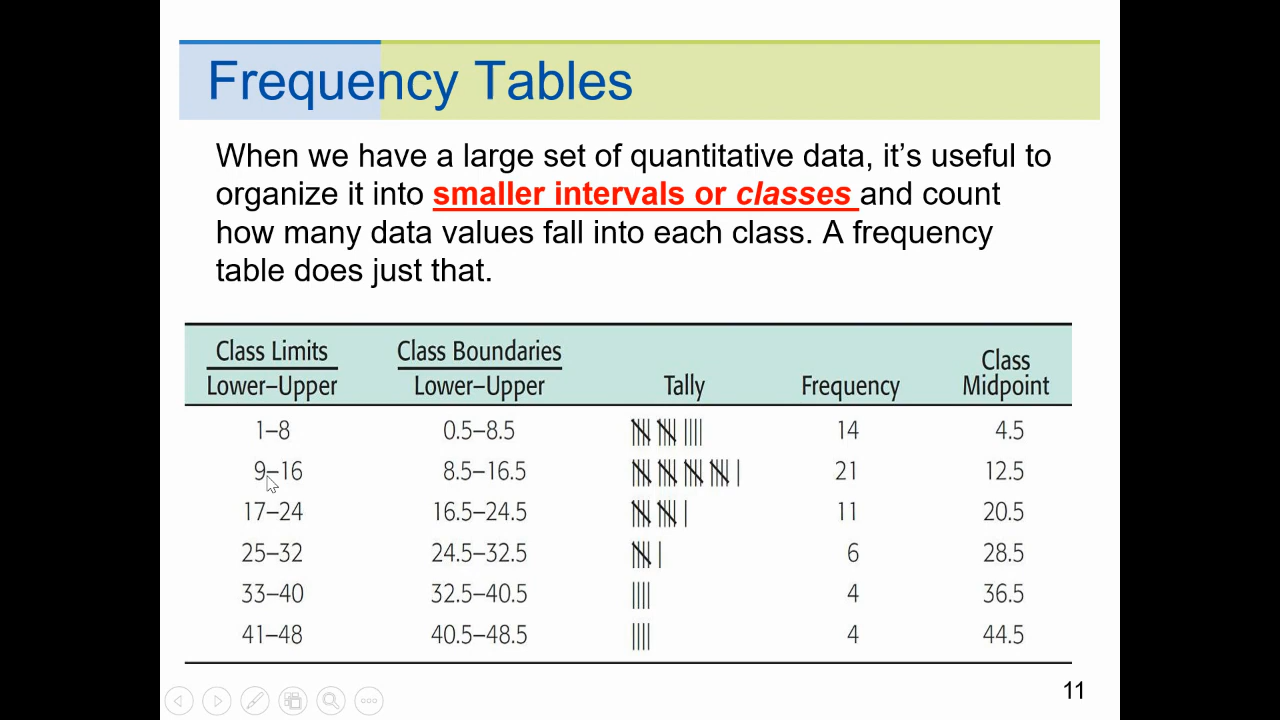 Frequency Tables
When we have a large set of quantitative data, it’s useful to
organize it into smaller intervals or classes and count
how many data values fall into each class. A frequency
table does just that.
Class Limits Class Boundaries Class
Lower–Upper Lower–Upper Tally Frequency Midpoint
1–8 0.5–8.5 14 4.5
9–16 8.5–16.5 21 12.5
17–24 16.5–24.5 11 20.5
25–32 24.5–32.5 6 28.5
33–40 32.5–40.5 4 36.5
41–48 40.5–48.5 4 44.5
11